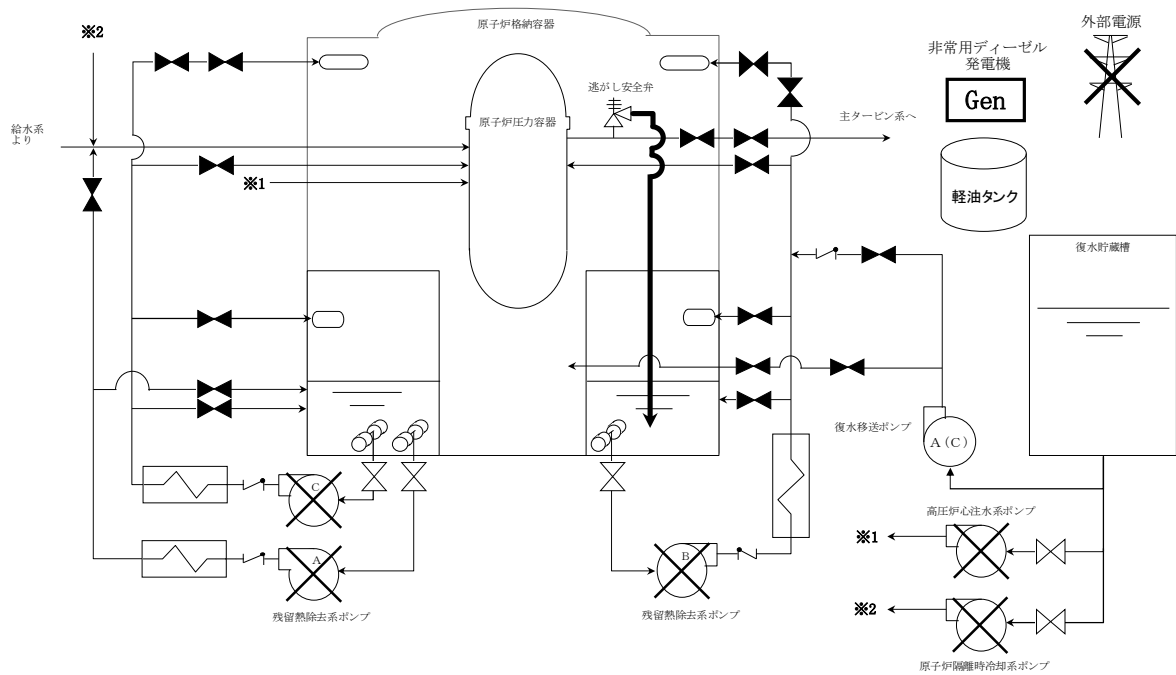 ※2
原子炉格納容器
外部電源
非常用ディーゼル
発電機
逃がし安全弁
Gen
原子炉圧力容器
給水系
より
主タービン系へ
※1
軽油タンク
復水貯蔵槽
復水移送ポンプ
A(C)
C
高圧炉心注水系ポンプ
※1
A
B
残留熱除去系ポンプ
残留熱除去系ポンプ
※2
原子炉隔離時冷却系ポンプ